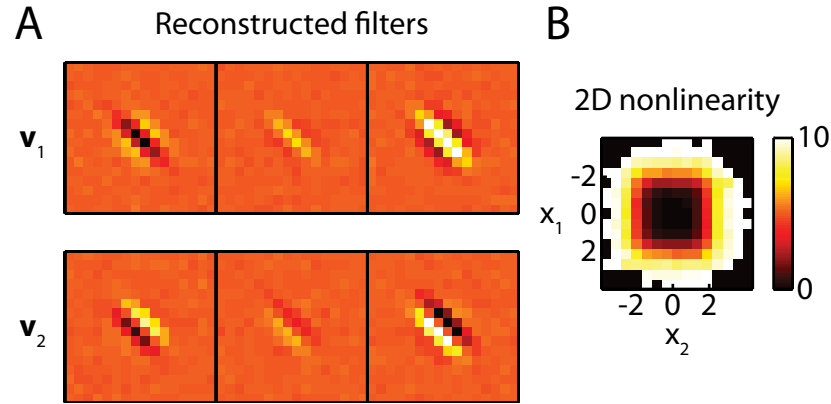 A
Reconstructed filters
v1
v2
B
2D nonlinearity
x1
-2
0
2
-2 0 2
x2
10
0